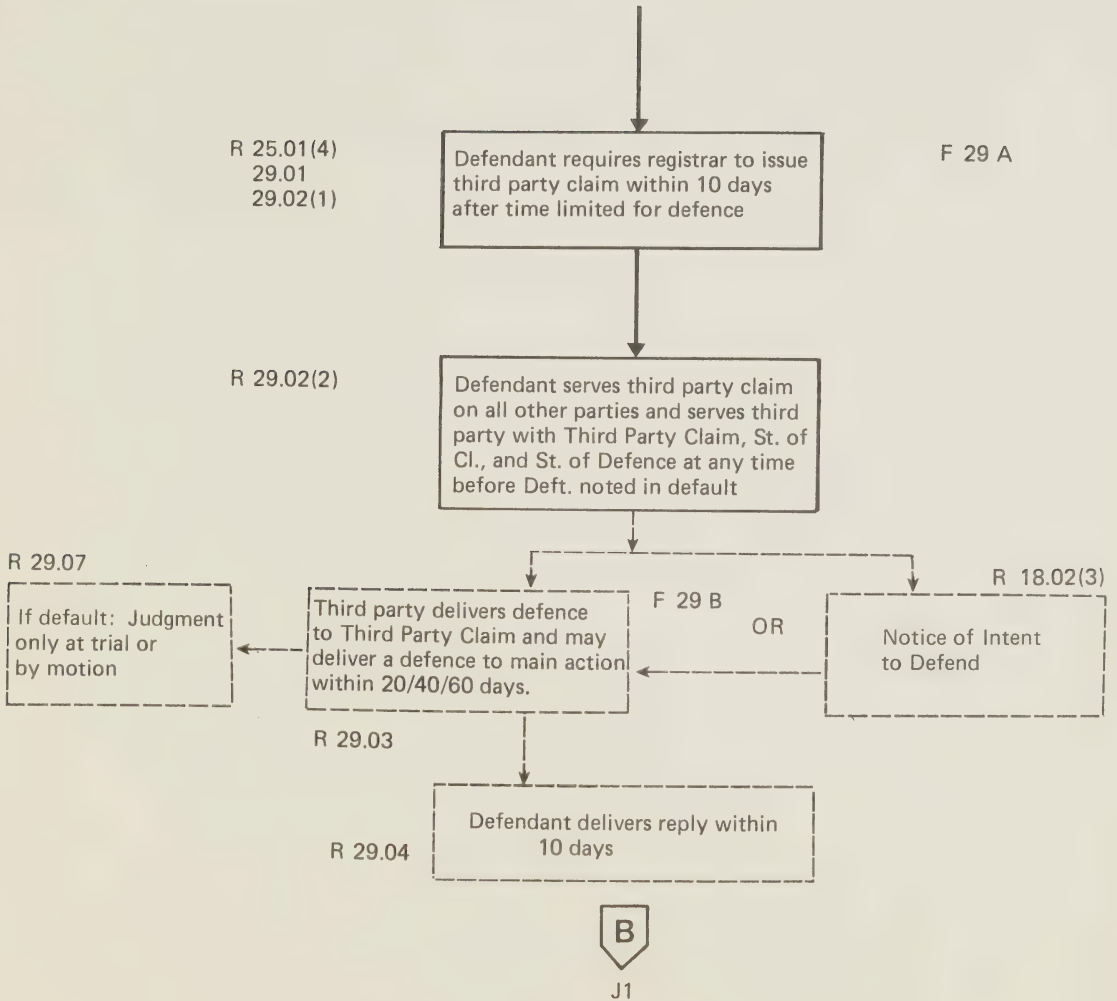 R 25.01(4)
29.01
29.02(1)
Defendant requires registrar to issue
third party claim within 10 days
after time limited for defence
F 29 A
R 29.02(2)
Defendant serves third party claim
on all other parties and serves third
party with Third Party Claim, St. of
Cl., and St. of Defence at any time
before Deft. noted in default
R 29.07
If default: Judgment
only at trial or
by motion
Third party delivers defence
to Third Party Claim and may
deliver a defence to main action
within 20/40/60 days.
F 29 B
OR
R 18.02(3)
Notice of Intent
to Defend
R 29.03
R 29.04
Defendant delivers reply within
10 days
B
J1